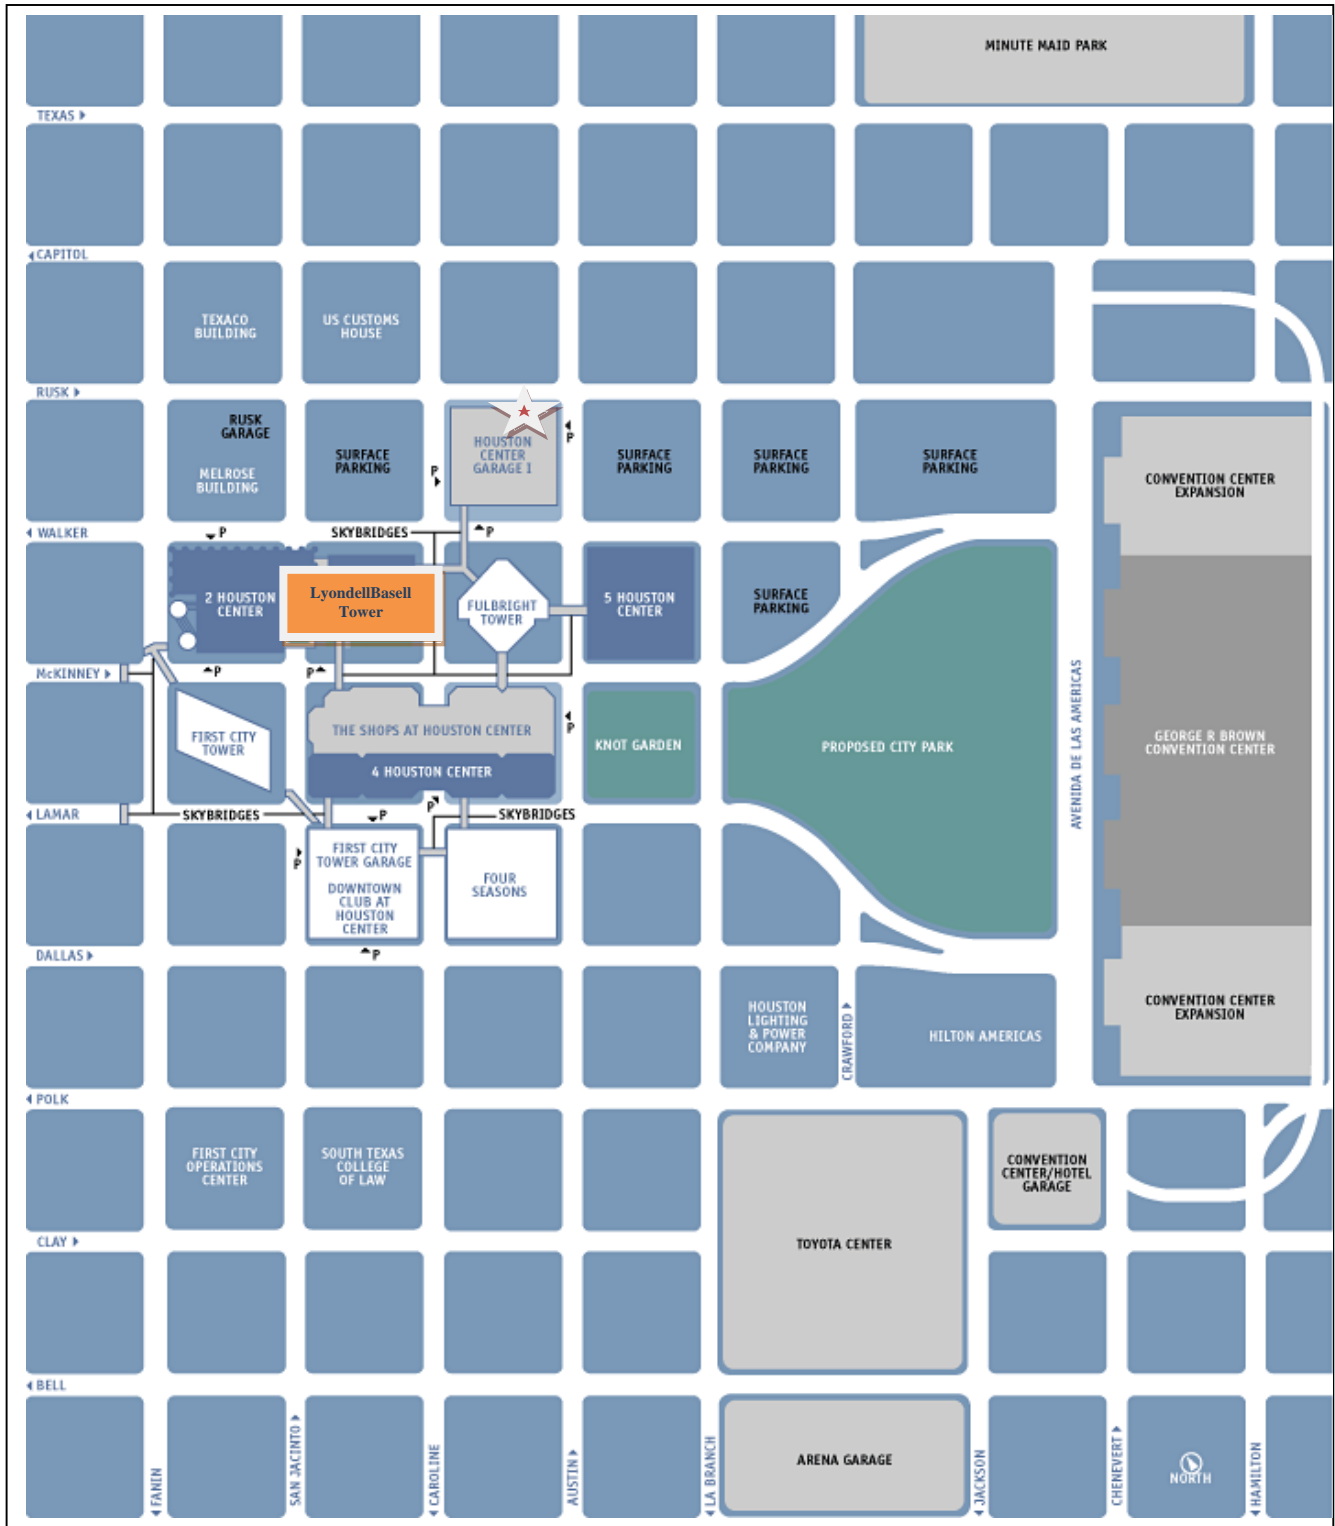 MINUTE MAID PARK
TEXAS
CAPITOL
TEXACO
BUILDING
US CUSTOMS
HOUSE
RUSK
RUSK
GARAGE
MELROSE
BUILDING
SURFACE
PARKING
P
HOUSTON
CENTER
GARAGE I
P
SURFACE
PARKING
SURFACE
PARKING
SURFACE
PARKING
CONVENTION CENTER
EXPANSION
WALKER
P
SKYBRIDGES
P
2 HOUSTON
CENTER
LyondellBasell
Tower
FULBRIGHT
TOWER
5 HOUSTON
CENTER
SURFACE
PARKING
McKINNEY
P
P
FIRST CITY
TOWER
THE SHOPS AT HOUSTON CENTER
4 HOUSTON CENTER
P
KNOT GARDEN
PROPOSED CITY PARK
AVENIDA DE LAS AMERICAS
GEORGE R BROWN
CONVENTION CENTER
LAMAR
SKYBRIDGES
P
P
SKYBRIDGES
P
FIRST CITY
TOWER GARAGE
DOWNTOWN
CLUB AT
HOUSTON
CENTER
FOUR
SEASONS
DALLAS
P
HOUSTON
LIGHTING
& POWER
COMPANY
CRAWFORD
HILTON AMERICAS
CONVENTION CENTER
EXPANSION
POLK
FIRST CITY
OPERATIONS
CENTER
SOUTH TEXAS
COLLEGE
OF LAW
CONVENTION
CENTER/HOTEL
GARAGE
CLAY
TOYOTA CENTER
BELL
FANIN
SAN JACINTO
CAROLINE
AUSTIN
LA BRANCH
ARENA GARAGE
JACKSON
CHENEVERT
NORTH
HAMILTON